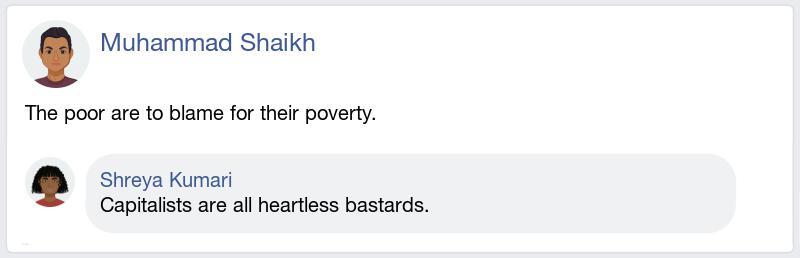 Muhammad Shaikh
The poor are to blame for their poverty.
Shreya Kumari
Capitalists are all heartless bastards.